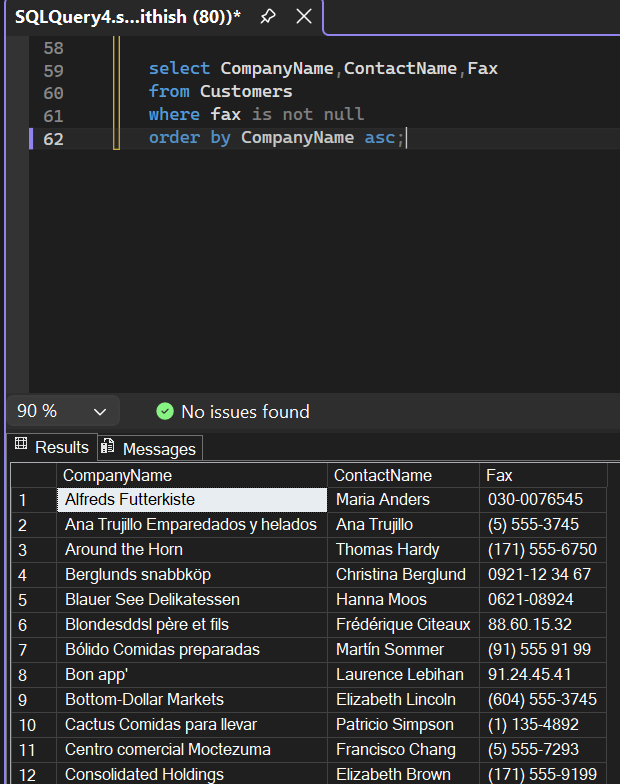 SQLQuery4.s...ithish (80))*
58
59 select CompanyName,ContactName,Fax
60 from Customers
61 where fax is not null
62 order by CompanyName asc;
90 %
No issues found
Results Messages
CompanyName ContactName Fax
1 Alfreds Futterkiste Maria Anders 030-0076545
2 Ana Trujillo Emparedados y helados Ana Trujillo (5) 555-3745
3 Around the Horn Thomas Hardy (171) 555-6750
4 Berglunds snabbköp Christina Berglund 0921-12 34 67
5 Blauer See Delikatessen Hanna Moos 0621-08924
6 Blondesddsl père et fils Frédérique Citeaux 88.60.15.32
7 Bólido Comidas preparadas Martín Sommer (91) 555 91 99
8 Bon app' Laurence Lebihan 91.24.45.41
9 Bottom-Dollar Markets Elizabeth Lincoln (604) 555-3745
10 Cactus Comidas para llevar Patricio Simpson (1) 135-4892
11 Centro comercial Moctezuma Francisco Chang (5) 555-7293
12 Consolidated Holdings Elizabeth Brown (171) 555-9199